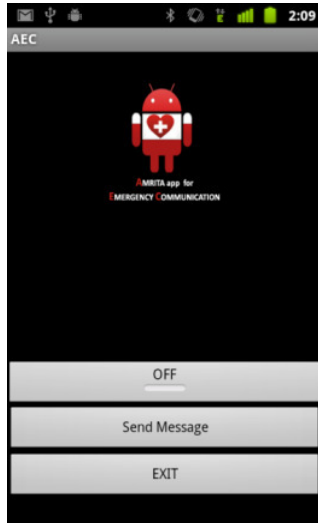 2:09
AEC
AMRITA app for
EMERGENCY COMMUNICATION
OFF
Send Message
EXIT